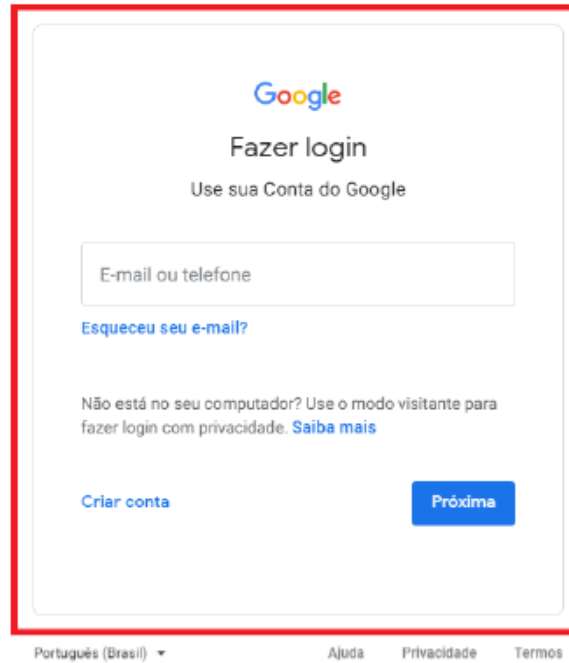 Google
Fazer login
Use sua Conta do Google
E-mail ou telefone
Esqueceu seu e-mail?
Não está no seu computador? Use o modo visitante para
fazer login com privacidade. Saiba mais
Criar conta Próxima
Português (Brasil) Ajuda Privacidade Termos